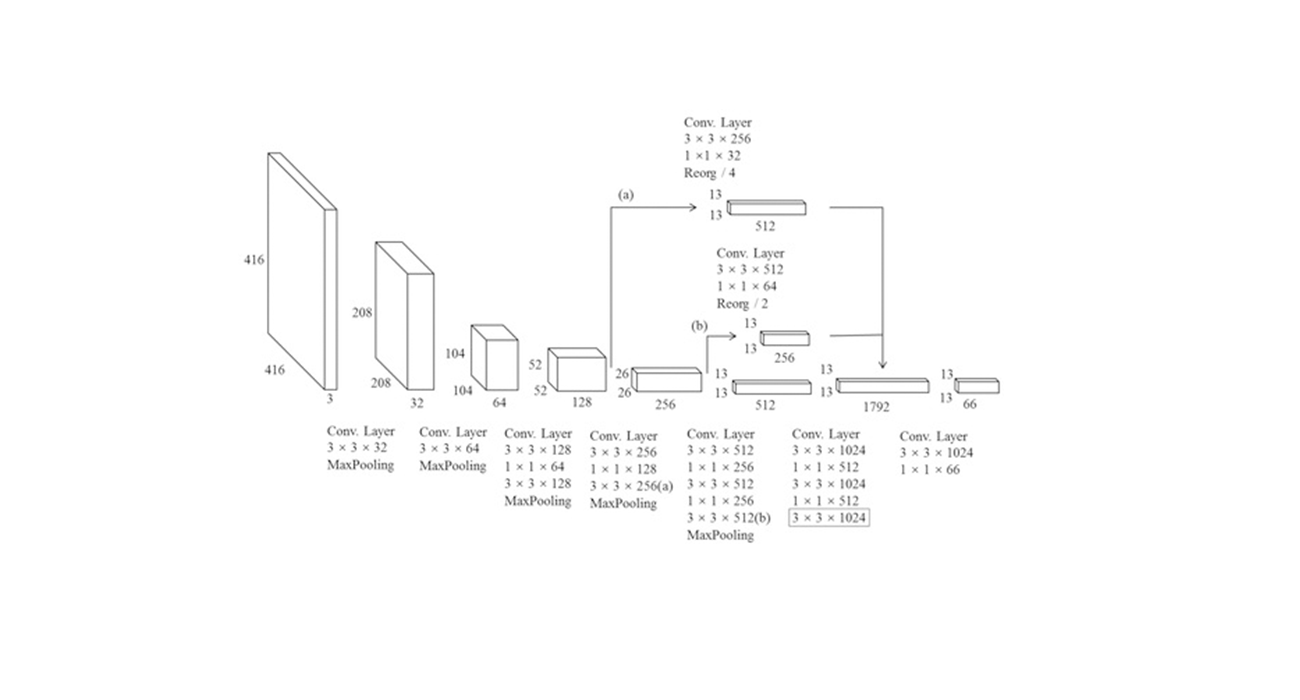 Conv. Layer
3 × 3 × 256
1 ×1 × 32
Reorg / 4
(a)
13
13
512
Conv. Layer
3 × 3 × 512
1 × 1 × 64
Reorg / 2
(b)
13
13
256
416
416
3
208
208
32
104
104
64
52
52
128
26
26
256
13
13
512
13
13
1792
13
13
66
Conv. Layer
3 × 3 × 32
MaxPooling
Conv. Layer
3 × 3 × 64
MaxPooling
Conv. Layer
3 × 3 × 128
1 × 1 × 64
3 × 3 × 128
MaxPooling
Conv. Layer
3 × 3 × 256
1 × 1 × 128
3 × 3 × 256(a)
MaxPooling
Conv. Layer
3 × 3 × 512
1 × 1 × 256
3 × 3 × 512
1 × 1 × 256
3 × 3 × 512(b)
MaxPooling
Conv. Layer
3 × 3 × 1024
1 × 1 × 512
3 × 3 × 1024
1 × 1 × 512
3 × 3 × 1024
Conv. Layer
3 × 3 × 1024
1 × 1 × 66